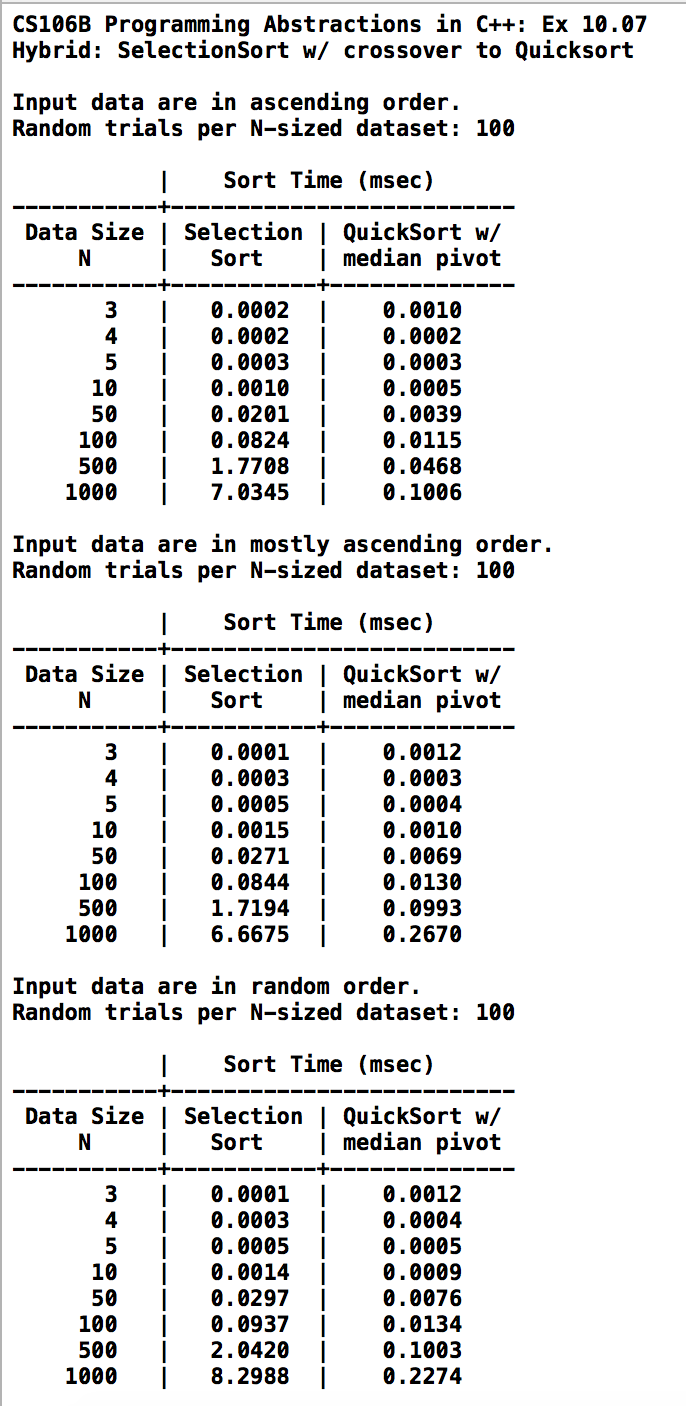 CS106B Programming Abstractions in C++: Ex 10.07
Hybrid: SelectionSort w/ crossover to Quicksort

Input data are in ascending order.
Random trials per N-sized dataset: 100

           |    Sort Time (msec)
-----------+--------------------------
 Data Size | Selection | QuickSort w/
     N     |   Sort    | median pivot
-----------+-----------+--------------
       3   |   0.0002  |    0.0010
       4   |   0.0002  |    0.0002
       5   |   0.0003  |    0.0003
      10   |   0.0010  |    0.0005
      50   |   0.0201  |    0.0039
     100   |   0.0824  |    0.0115
     500   |   1.7708  |    0.0468
    1000   |   7.0345  |    0.1006

Input data are in mostly ascending order.
Random trials per N-sized dataset: 100

           |    Sort Time (msec)
-----------+--------------------------
 Data Size | Selection | QuickSort w/
     N     |   Sort    | median pivot
-----------+-----------+--------------
       3   |   0.0001  |    0.0012
       4   |   0.0003  |    0.0003
       5   |   0.0005  |    0.0004
      10   |   0.0015  |    0.0010
      50   |   0.0271  |    0.0069
     100   |   0.0844  |    0.0130
     500   |   1.7194  |    0.0993
    1000   |   6.6675  |    0.2670

Input data are in random order.
Random trials per N-sized dataset: 100

           |    Sort Time (msec)
-----------+--------------------------
 Data Size | Selection | QuickSort w/
     N     |   Sort    | median pivot
-----------+-----------+--------------
       3   |   0.0001  |    0.0012
       4   |   0.0003  |    0.0004
       5   |   0.0005  |    0.0005
      10   |   0.0014  |    0.0009
      50   |   0.0297  |    0.0076
     100   |   0.0937  |    0.0134
     500   |   2.0420  |    0.1003
    1000   |   8.2988  |    0.2274